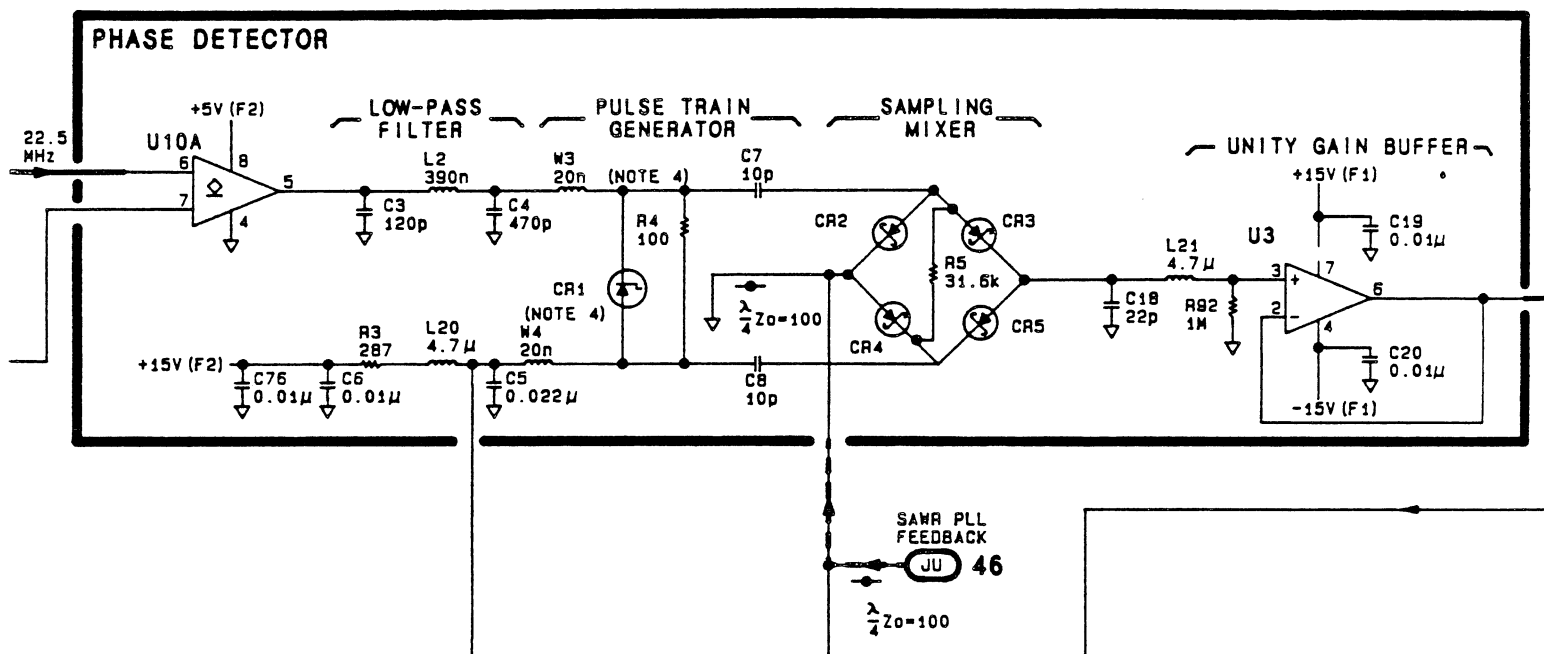 PHASE DETECTOR
LOW-PASS
FILTER
PULSE TRAIN
GENERATOR
SAMPLING
MIXER
UNITY GAIN BUFFER
22.5
MHz
U10A
+5V(F2)
6
7
8
5
4
L2
390n
C3
120p
C4
470p
W3
20n
(NOTE 4)
R4
100
C7
10p
CR1
(NOTE 4)
CR2
CR3
R5
31.6k
CR4
CR5
λ/4 Zo=100
+15V(F2)
C76
0.01µ
C6
0.01µ
R3
287
L20
4.7µ
C5
0.022µ
W4
20n
C8
10p
C18
22p
L21
4.7µ
R92
1M
U3
3
2
+
-
7
6
4
+15V(F1)
C19
0.01µ
C20
0.01µ
-15V(F1)
SAWR PLL
FEEDBACK
JU 46
λ/4 Zo=100